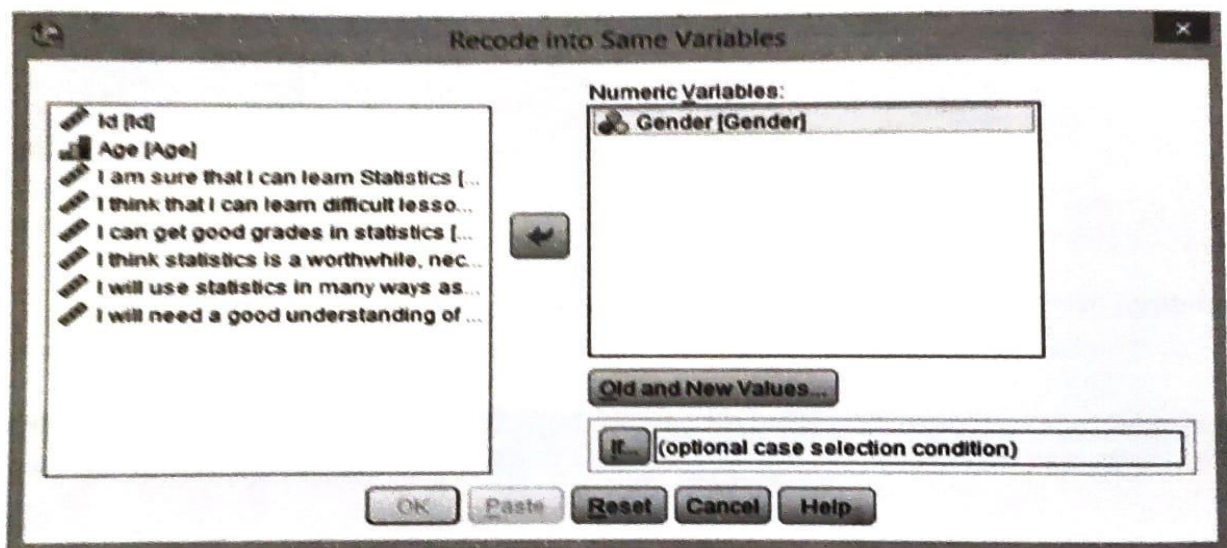 Recode into Same Variables
Id [Id]
Age [Age]
I am sure that I can learn Statistics [...
I think that I can learn difficult lesso...
I can get good grades in statistics [...
I think statistics is a worthwhile, nec...
I will use statistics in many ways as...
I will need a good understanding of ...
Numeric Variables:
Gender [Gender]
Old and New Values...
If... (optional case selection condition)
OK Paste Reset Cancel Help